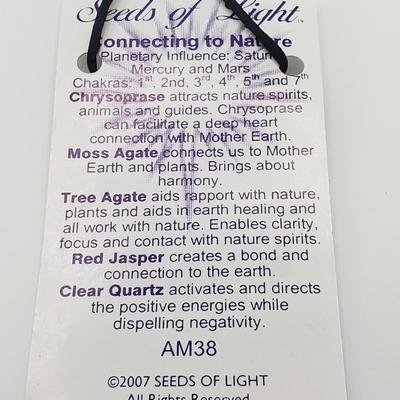 Seeds of Light™
Connecting to Nature
Planetary Influence: Saturn
Mercury and Mars
Chakras: 1st, 2nd, 3rd, 4th, 5th and 7th
Chrysoprase attracts nature spirits,
animals and guides. Chrysoprase
can facilitate a deep heart
connection with Mother Earth.
Moss Agate connects us to Mother
Earth and plants. Brings about
harmony.
Tree Agate aids rapport with nature,
plants and aids in earth healing and
all work with nature. Enables clarity,
focus and contact with nature spirits.
Red Jasper creates a bond and
connection to the earth.
Clear Quartz activates and directs
the positive energies while
dispelling negativity.
AM38
©2007 SEEDS OF LIGHT
All Rights Reserved